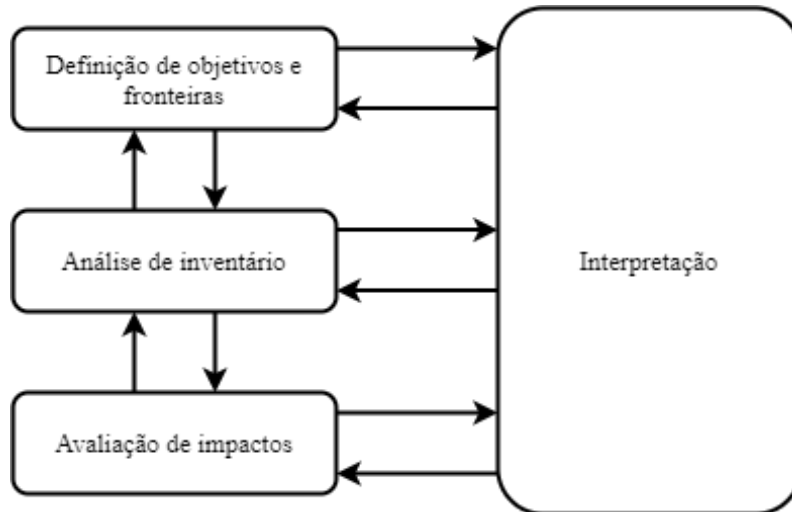 Definição de objetivos e
fronteiras
Análise de inventário
Interpretação
Avaliação de impactos